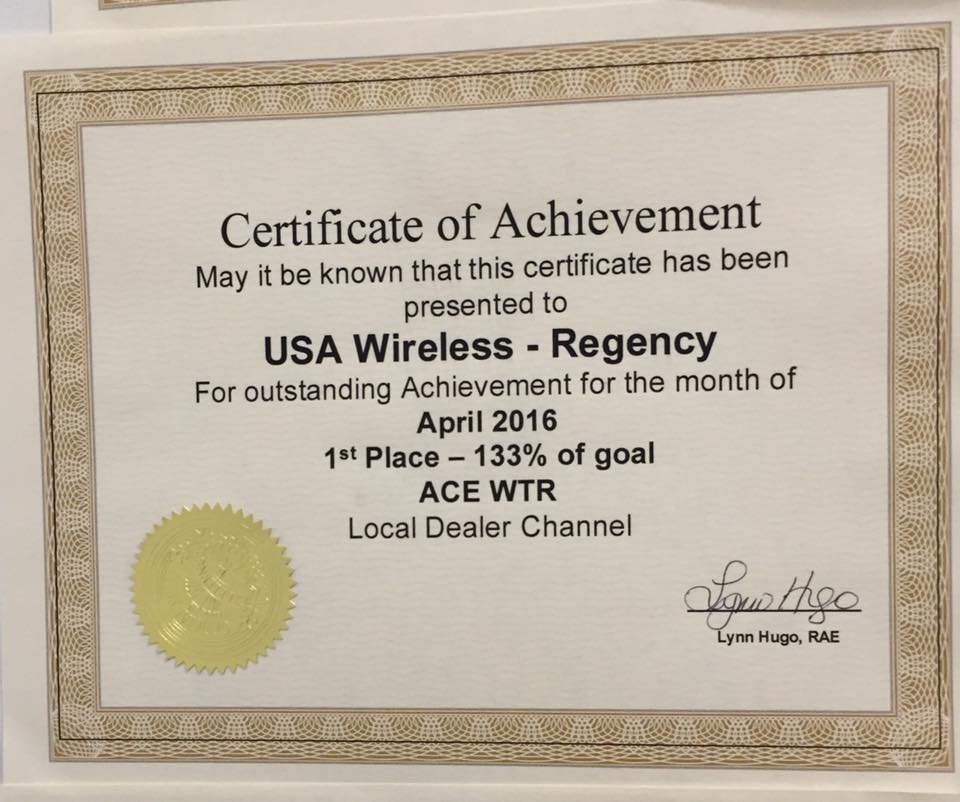 Certificate of Achievement
May it be known that this certificate has been
presented to
USA Wireless - Regency
For outstanding Achievement for the month of
April 2016
1st Place – 133% of goal
ACE WTR
Local Dealer Channel
Lynn Hugo
Lynn Hugo, RAE